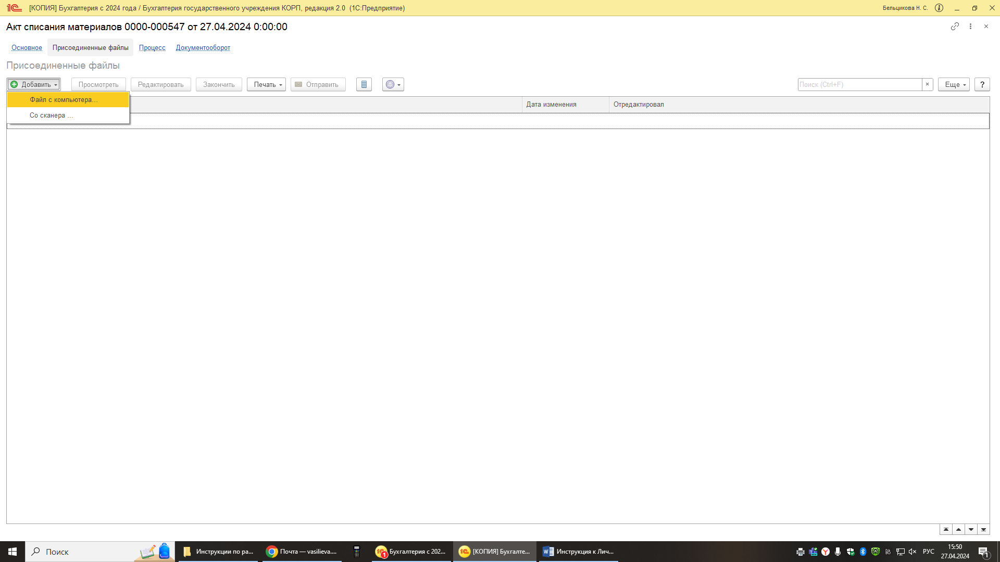 [КОПИЯ] Бухгалтерия с 2024 года / Бухгалтерия государственного учреждения КОРП, редакция 2.0 (1С:Предприятие)
Бельцикова Н. С.
Акт списания материалов 0000-000547 от 27.04.2024 0:00:00
Основное
Присоединенные файлы
Процесс
Документооборот
Присоединенные файлы
Добавить
Просмотреть
Редактировать
Закончить
Печать
Отправить
Поиск (Ctrl+F)
×
Еще
?
Файл с компьютера...
Со сканера ...
Дата изменения
Отредактировал
Поиск
Инструкции по ра...
Почта — vasilieva....
1
Бухгалтерия с 202...
[КОПИЯ] Бухгалте...
Инструкция к Лич...
РУС
15:50
27.04.2024
1